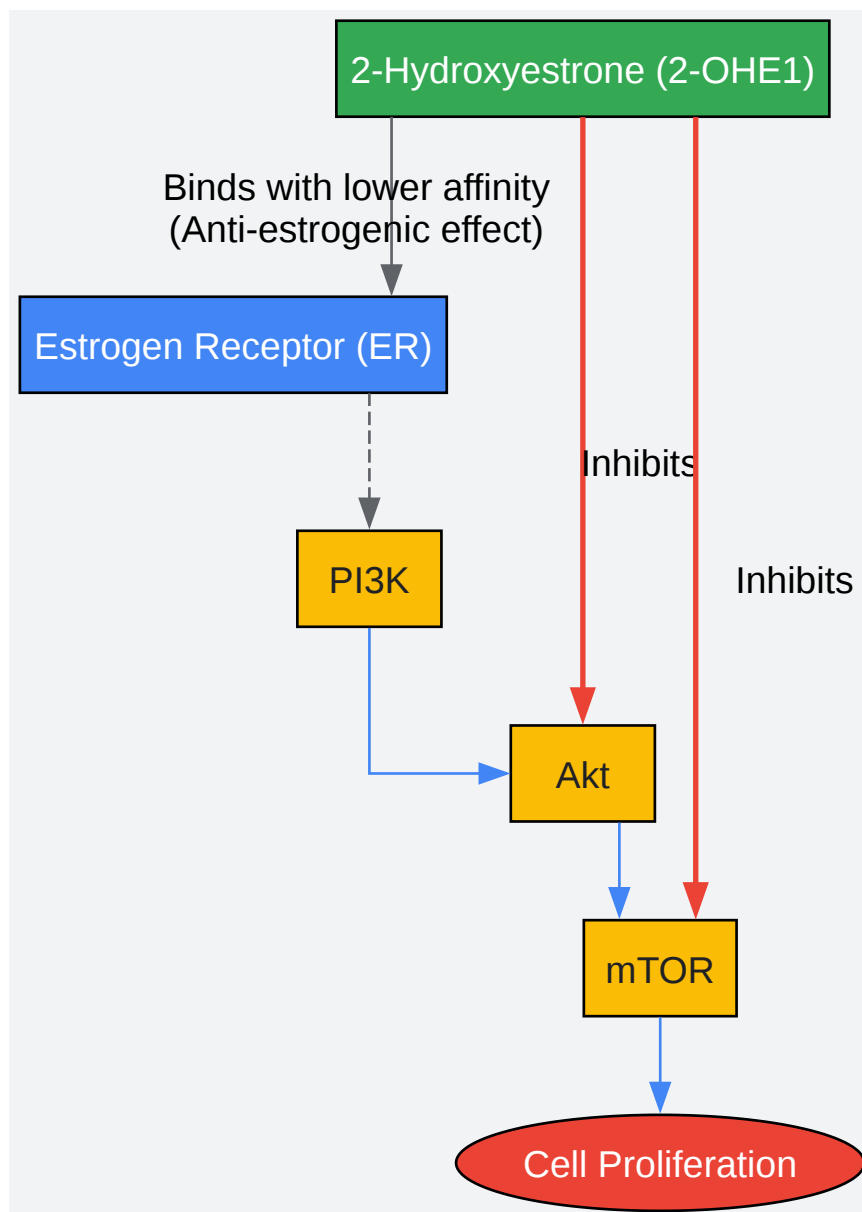 2-Hydroxyestrone (2-OHE1)
Binds with lower affinity
(Anti-estrogenic effect)
Estrogen Receptor (ER)
Inhibits
PI3K
Inhibits
Akt
mTOR
Cell Proliferation